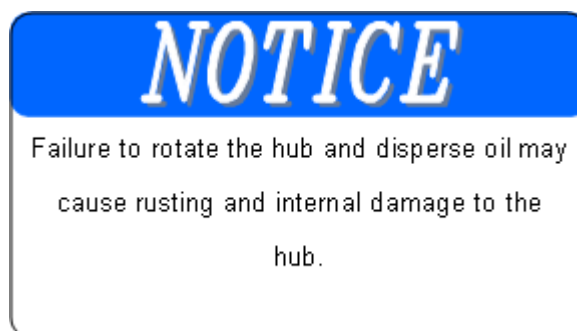 NOTICE
Failure to rotate the hub and disperse oil may
cause rusting and internal damage to the
hub.